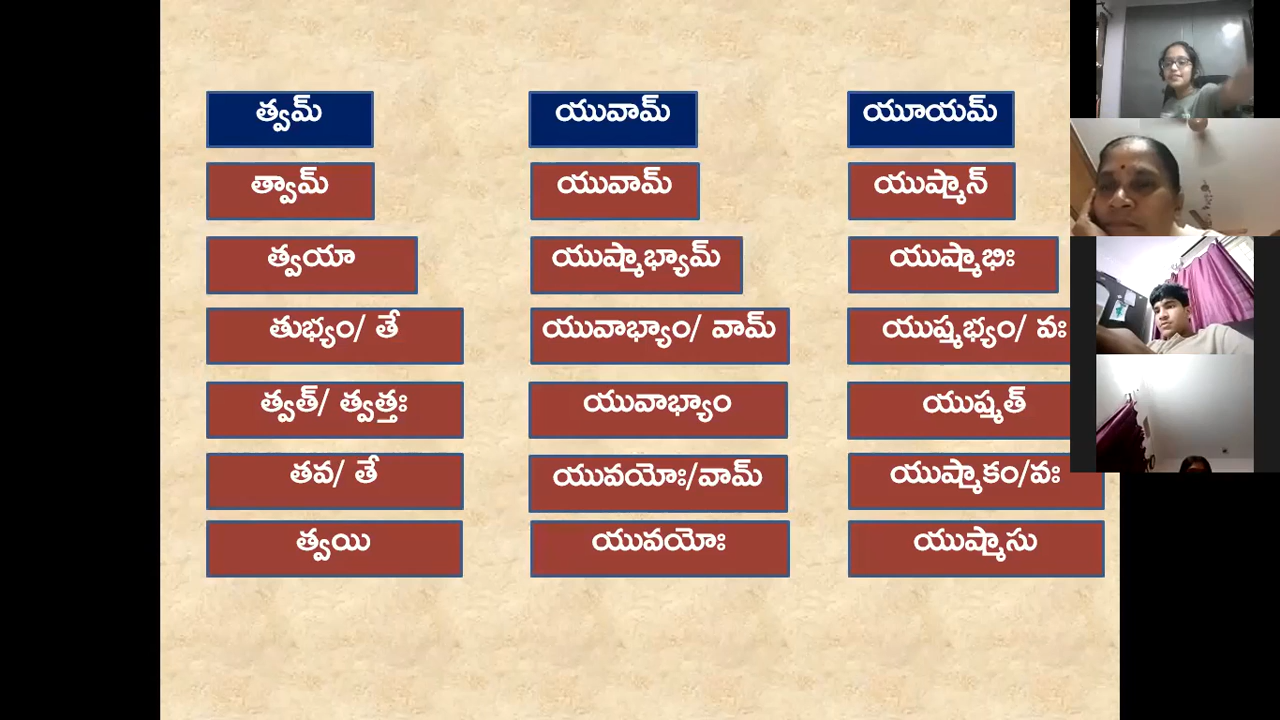 త్వమ్ యువామ్ యూయమ్
త్వామ్ యువామ్ యుష్మాన్
త్వయా యుష్మాభ్యామ్ యుష్మాభిః
తుభ్యం/ తే యువాభ్యాం/ వామ్ యుష్మభ్యం/ వః
త్వత్/ త్వత్తః యువాభ్యాం యుష్మత్
తవ/ తే యువయోః/వామ్ యుష్మాకం/వః
త్వయి యువయోః యుష్మాసు